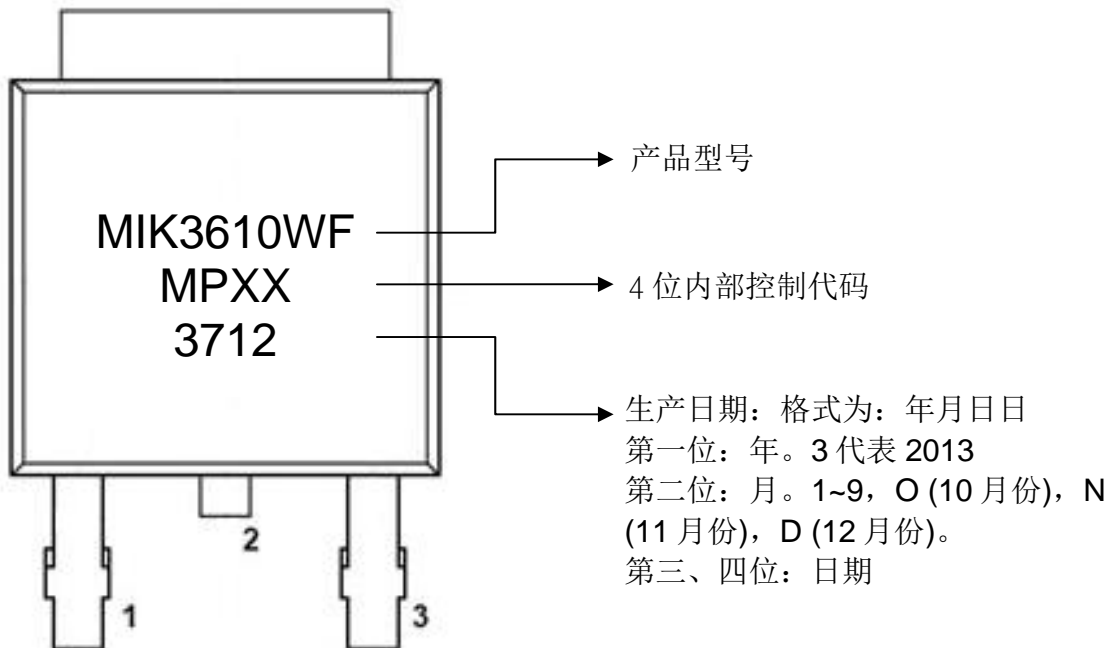 MIK3610WF
MPXX
3712
1
2
3
产品型号
4 位内部控制代码
生产日期：格式为：年月日日
第一位：年。3 代表 2013
第二位：月。1~9，O (10 月份)，N
(11 月份)，D (12 月份)。
第三、四位：日期